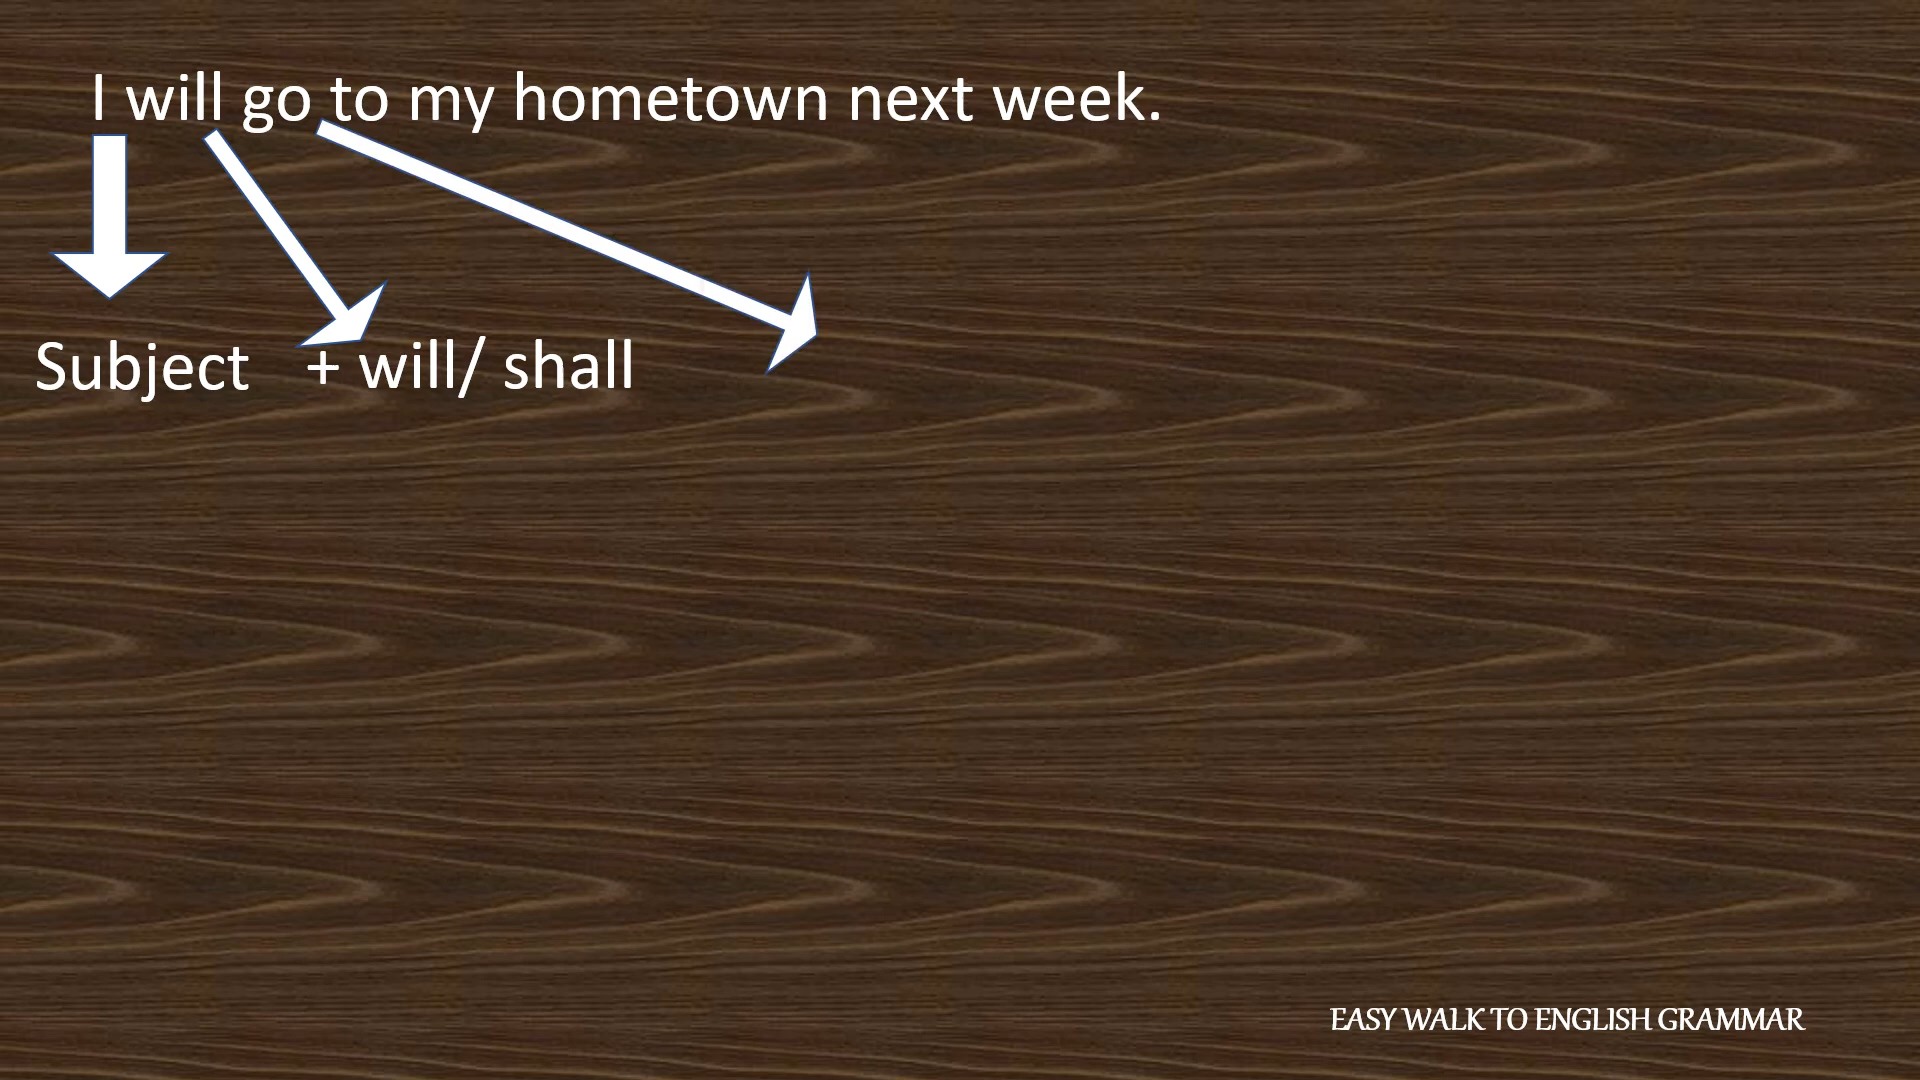 I will go to my hometown next week.
Subject + will/ shall
EASY WALK TO ENGLISH GRAMMAR